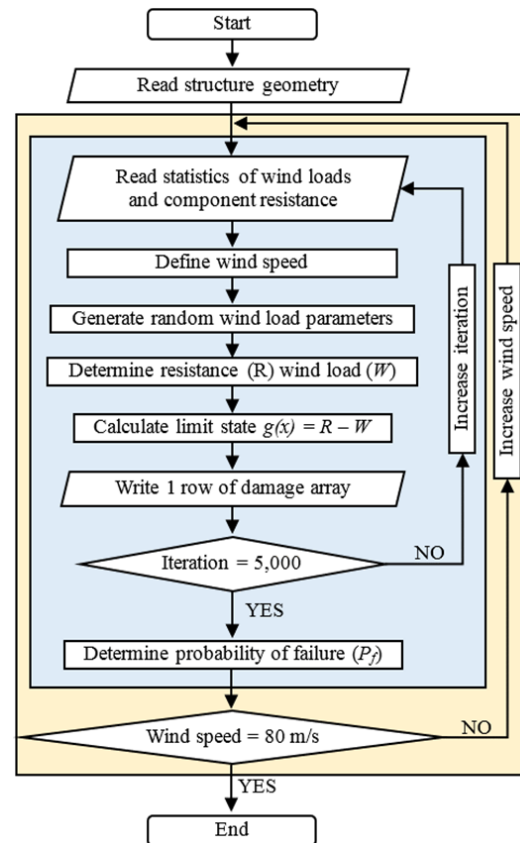 Start
Read structure geometry
Read statistics of wind loads
and component resistance
Define wind speed
Generate random wind load parameters
Determine resistance (R) wind load (W)
Calculate limit state g(x) = R – W
Write 1 row of damage array
Iteration = 5,000
NO
YES
Determine probability of failure (Pf)
Wind speed = 80 m/s
NO
YES
End
Increase iteration
Increase wind speed